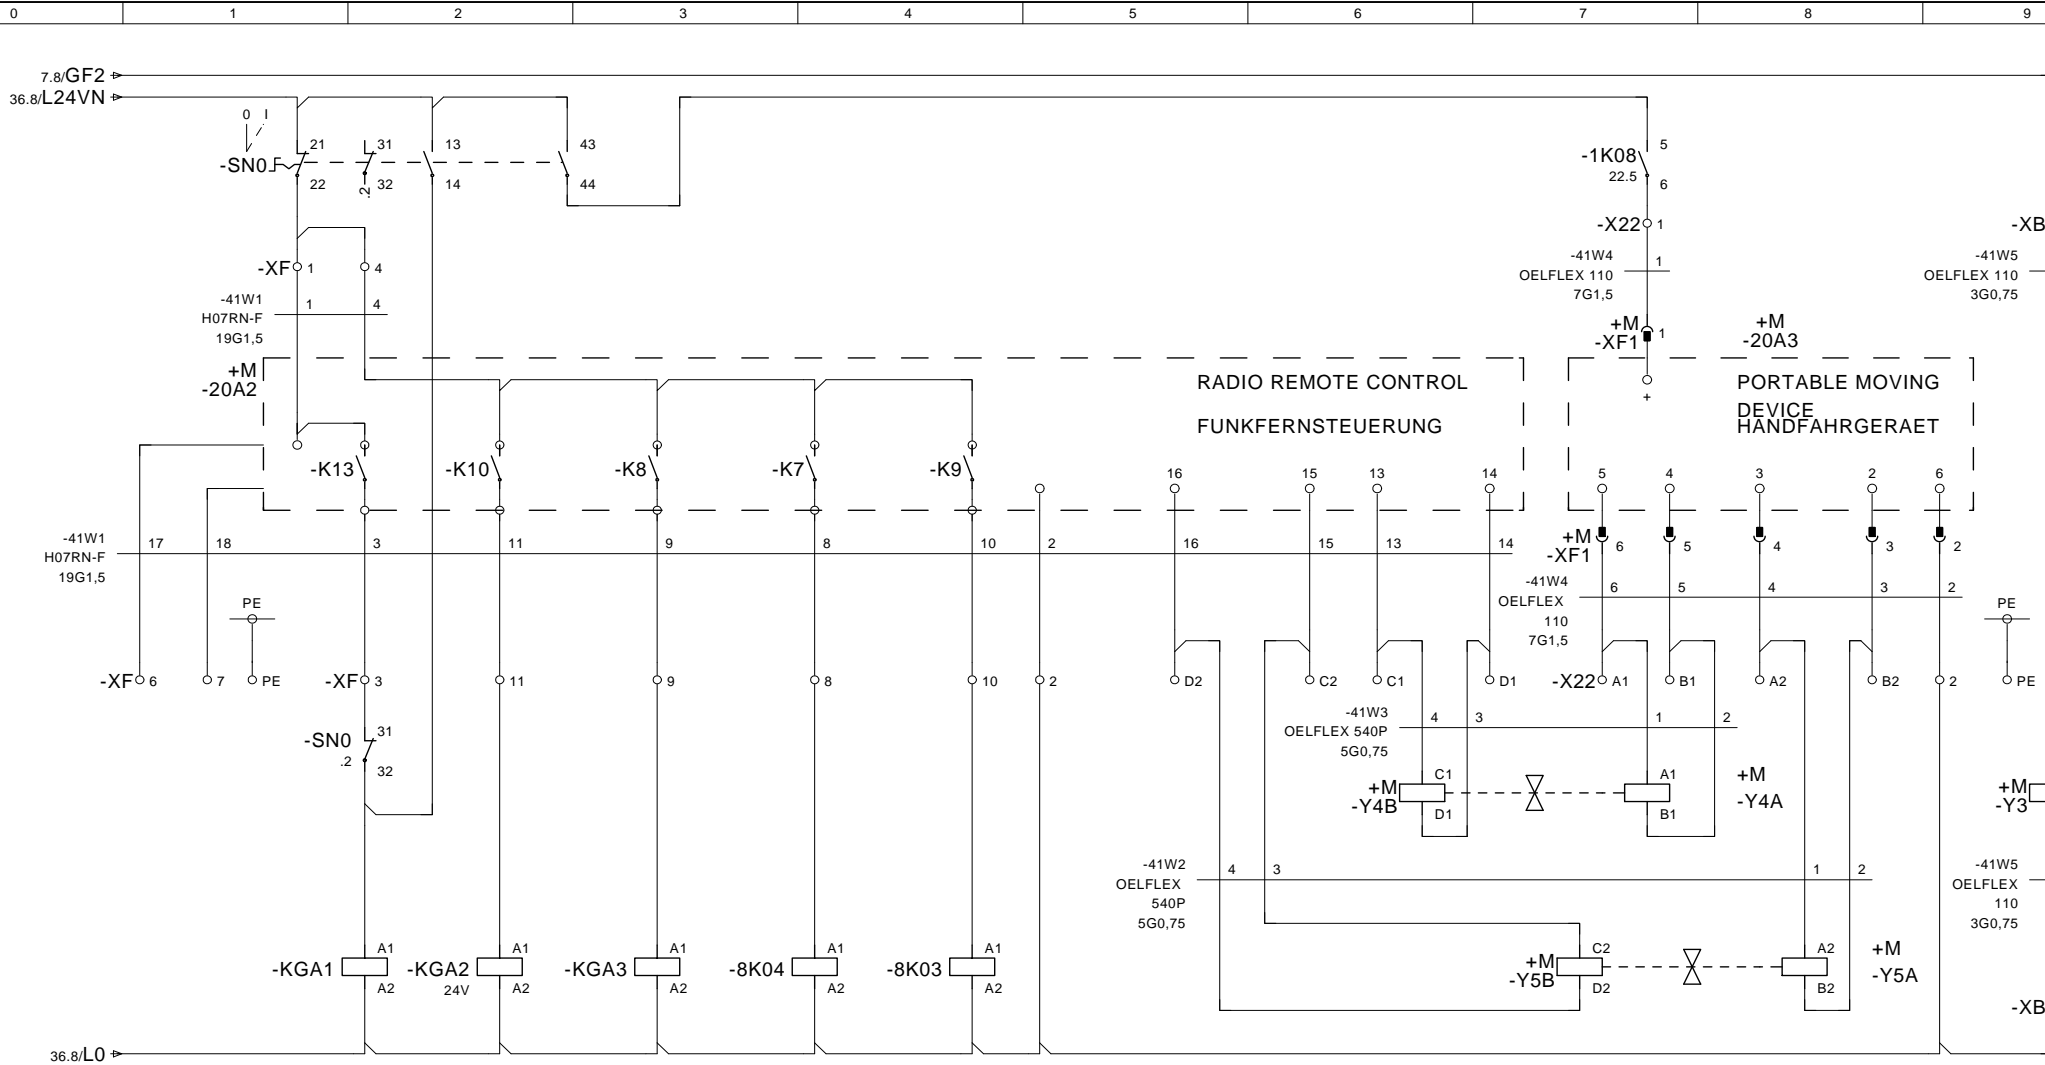 0 1 2 3 4 5 6 7 8 9
7.8/GF2
36.8/L24VN
0 I
21 31 13 43
-SN0
22 .2 32 14 44
5
-1K08
22.5 6
-X22 1
-XB
-XF 1 4
-41W4 1
OELFLEX 110
7G1,5
-41W5
OELFLEX 110
3G0,75
-41W1 1 4
H07RN-F
19G1,5
+M
-XF1 1
+M
-20A3
+M
-20A2
RADIO REMOTE CONTROL
FUNKFERNSTEUERUNG
+
PORTABLE MOVING
DEVICE
HANDFAHRGERAET
-K13 -K10 -K8 -K7 -K9
16 15 13 14 5 4 3 2 6
-41W1 17 18 3 11 9 8 10 2 16 15 13 14
H07RN-F
19G1,5
+M
-XF1 6 5 4 3 2
-41W4 6 5 4 3 2
OELFLEX
110
7G1,5
PE PE
-XF 6 7 PE -XF 3 11 9 8 10 2 D2 C2 C1 D1 -X22 A1 B1 A2 B2 2 PE
-41W3 4 3 1 2
OELFLEX 540P
5G0,75
-SN0 31
.2 32
+M
-Y4B C1 D1
A1 B1
+M
-Y4A
+M
-Y3
-41W2 4 3 1 2
OELFLEX
540P
5G0,75
-41W5
OELFLEX
110
3G0,75
A1 A1 A1 A1 A1
-KGA1 -KGA2 -KGA3 -8K04 -8K03
24V
A2 A2 A2 A2 A2
+M
-Y5B C2 D2
A2 B2
+M
-Y5A
-XB
36.8/L0